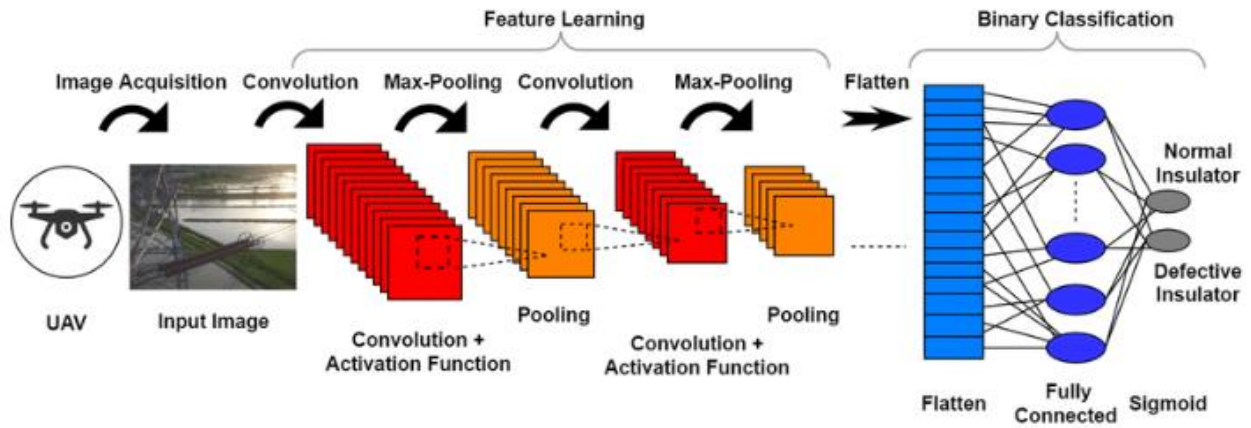 Feature Learning
Binary Classification
Image Acquisition
Convolution
Max-Pooling
Convolution
Max-Pooling
Flatten
Normal
Insulator
Defective
Insulator
UAV
Input Image
Convolution +
Activation Function
Pooling
Convolution +
Activation Function
Pooling
Flatten
Fully
Connected
Sigmoid